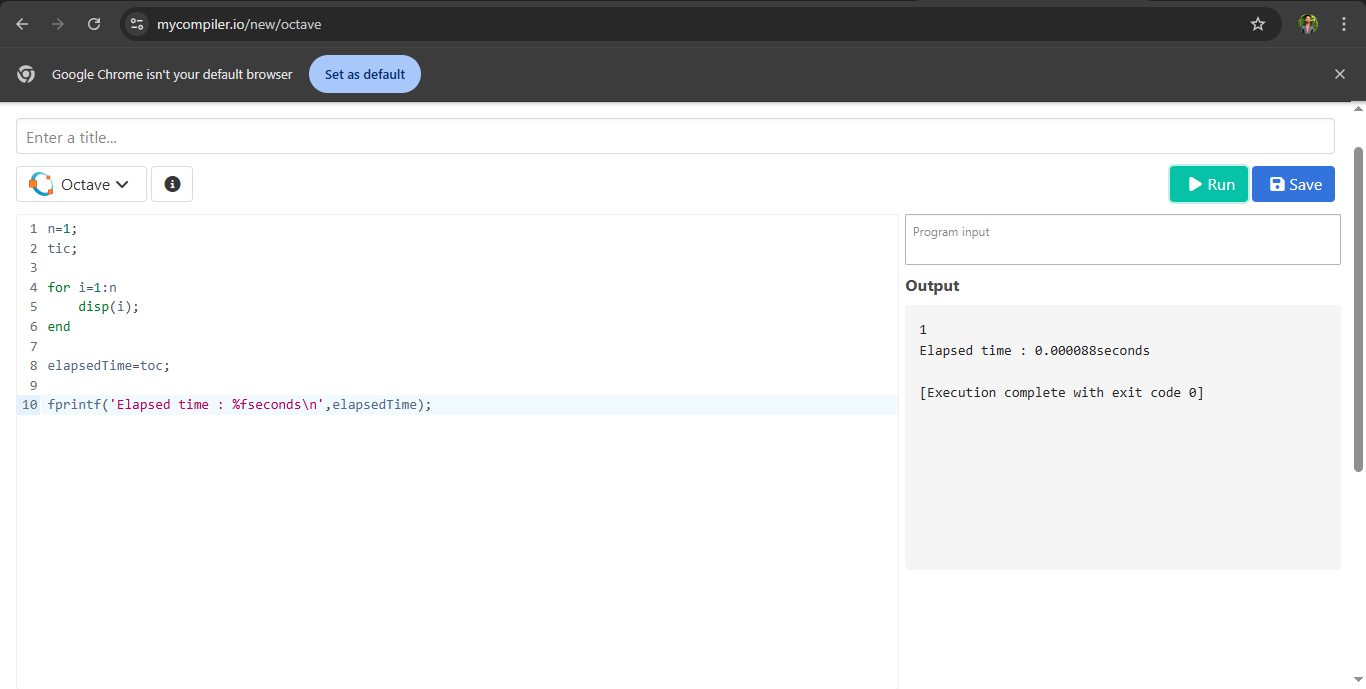 mycompiler.io/new/octave
Google Chrome isn't your default browser
Set as default
Enter a title...
Octave
Run
Save
1 n=1;
2 tic;
3
4 for i=1:n
5     disp(i);
6 end
7
8 elapsedTime=toc;
9
10 fprintf('Elapsed time : %fseconds\n',elapsedTime);
Program input
Output
1
Elapsed time : 0.000088seconds
[Execution complete with exit code 0]